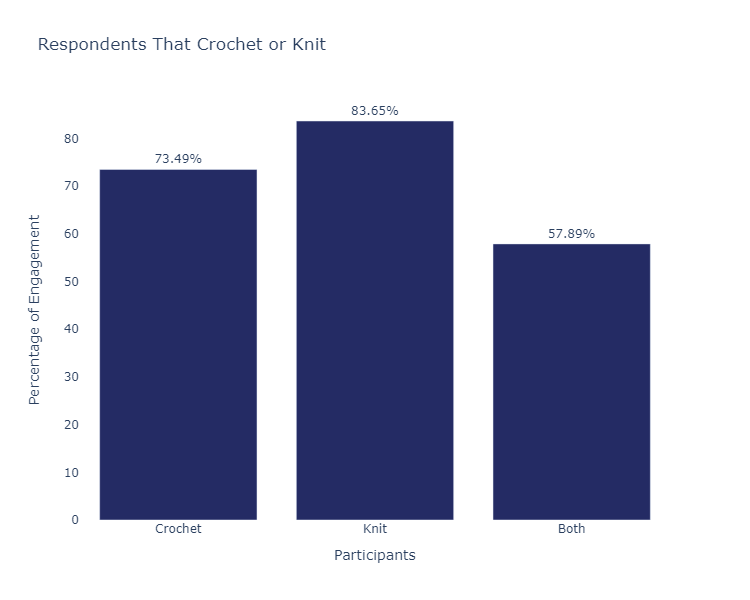 Respondents That Crochet or Knit
83.65%
73.49%
57.89%
80
70
60
50
40
30
20
10
0
Percentage of Engagement
Crochet
Knit
Both
Participants